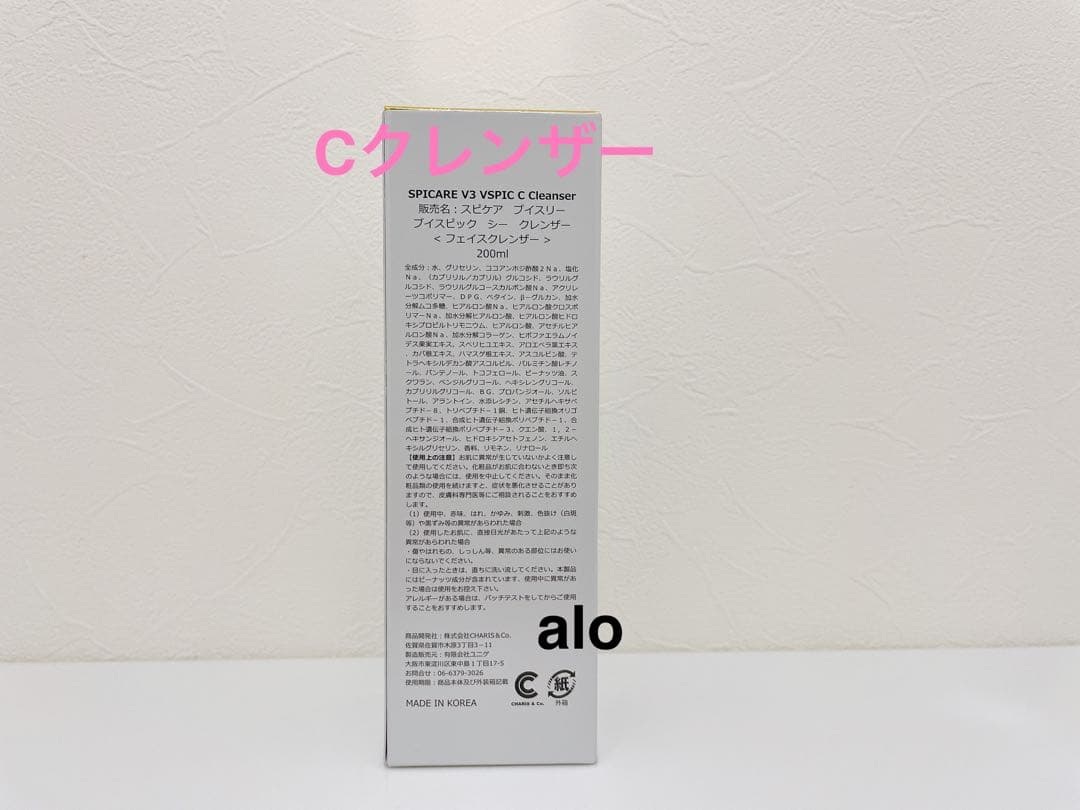 Cクレンザー
SPICARE V3 VSPIC C Cleanser
販売名：スピケア　ブイスリー
ブイスピック　シー　クレンザー
< フェイスクレンザー >
200ml
全成分：水、グリセリン、ココアンホジ酢酸２Ｎａ、塩化
Ｎａ、（カプリリル／カプリル）グルコシド、ラウリルグ
ルコシド、ラウリルグルコースカルボン酸Ｎａ、アクリレ
ーツコポリマー、ＤＰＧ、ベタイン、β－グルカン、加水
分解ムコ多糖、ヒアルロン酸Ｎａ、ヒアルロン酸クロスポ
リマーＮａ、加水分解ヒアルロン酸、ヒアルロン酸ヒドロ
キシプロピルトリモニウム、ヒアルロン酸、アセチルヒア
ルロン酸Ｎａ、加水分解コラーゲン、ヒポファエラムノイ
デス果実エキス、スベリヒユエキス、アロエベラ葉エキス
、カバ根エキス、ハマスゲ根エキス、アスコルビン酸、テ
トラヘキシルデカン酸アスコルビル、パルミチン酸レチノ
ール、パンテノール、トコフェロール、ピーナッツ油、ス
クワラン、ペンジルグリコール、ヘキシレングリコール、
カプリリルグリコール、ＢＧ、プロパンジオール、ソルビ
トール、アラントイン、水添レシチン、アセチルヘキサペ
プチド－８、トリペプチド－１銅、ヒト遺伝子組換オリゴ
ペプチド－１、合成ヒト遺伝子組換ポリペプチド－１、合
成ヒト遺伝子組換ポリペプチド－３、クエン酸、１，２－
ヘキサンジオール、ヒドロキシアセトフェノン、エチルヘ
キシルグリセリン、香料、リモネン、リナロール
【使用上の注意】お肌に異常が生じていないかよく注意し
て使用してください。化粧品がお肌に合わないとき即ち次
のような場合には、使用を中止してください。そのまま化
粧品類の使用を続けますと、症状を悪化させることがあり
ますので、皮膚科専門医等にご相談されることをおすすめ
します。
（1）使用中、赤味、はれ、かゆみ、刺激、色抜け（白斑
等）や黒ずみ等の異常があらわれた場合
（2）使用したお肌に、直接日光があたって上記のような
異常があらわれた場合
・傷やはれもの、しっしん等、異常のある部位にはお使い
にならないでください。
・目に入ったときは、直ちに洗い流してください。本製品
にはピーナッツ成分が含まれています、使用中に異常があ
った場合は使用をお控え下さい。
アレルギーがある場合は、パッチテストをしてからご使用
することをおすすめします。
alo
商品開発社：株式会社CHARIS＆Co.
佐賀県佐賀市木原3丁目3－11
製造販売元：有限会社ユニゲ
大阪市東淀川区東中島１丁目17-5
お問合せ：06-6379-3026
使用期限：商品本体及び外装箱記載
紙
CHARIS & Co.
外箱
MADE IN KOREA